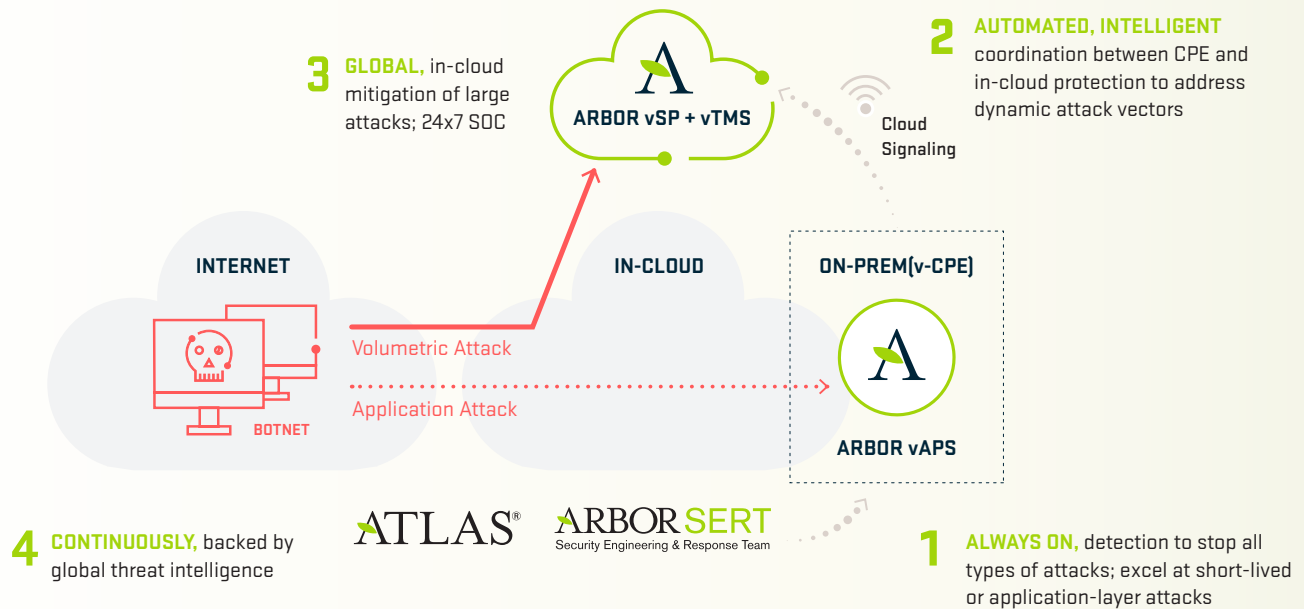 3 GLOBAL, in-cloud
mitigation of large
attacks; 24x7 SOC
A
ARBOR vSP + vTMS
2 AUTOMATED, INTELLIGENT
coordination between CPE and
in-cloud protection to address
dynamic attack vectors
Cloud
Signaling
INTERNET
IN-CLOUD
ON-PREM(v-CPE)
Volumetric Attack
Application Attack
BOTNET
A
ARBOR vAPS
4 CONTINUOUSLY, backed by
global threat intelligence
ATLAS®
ARBOR SERT
Security Engineering & Response Team
1 ALWAYS ON, detection to stop all
types of attacks; excel at short-lived
or application-layer attacks